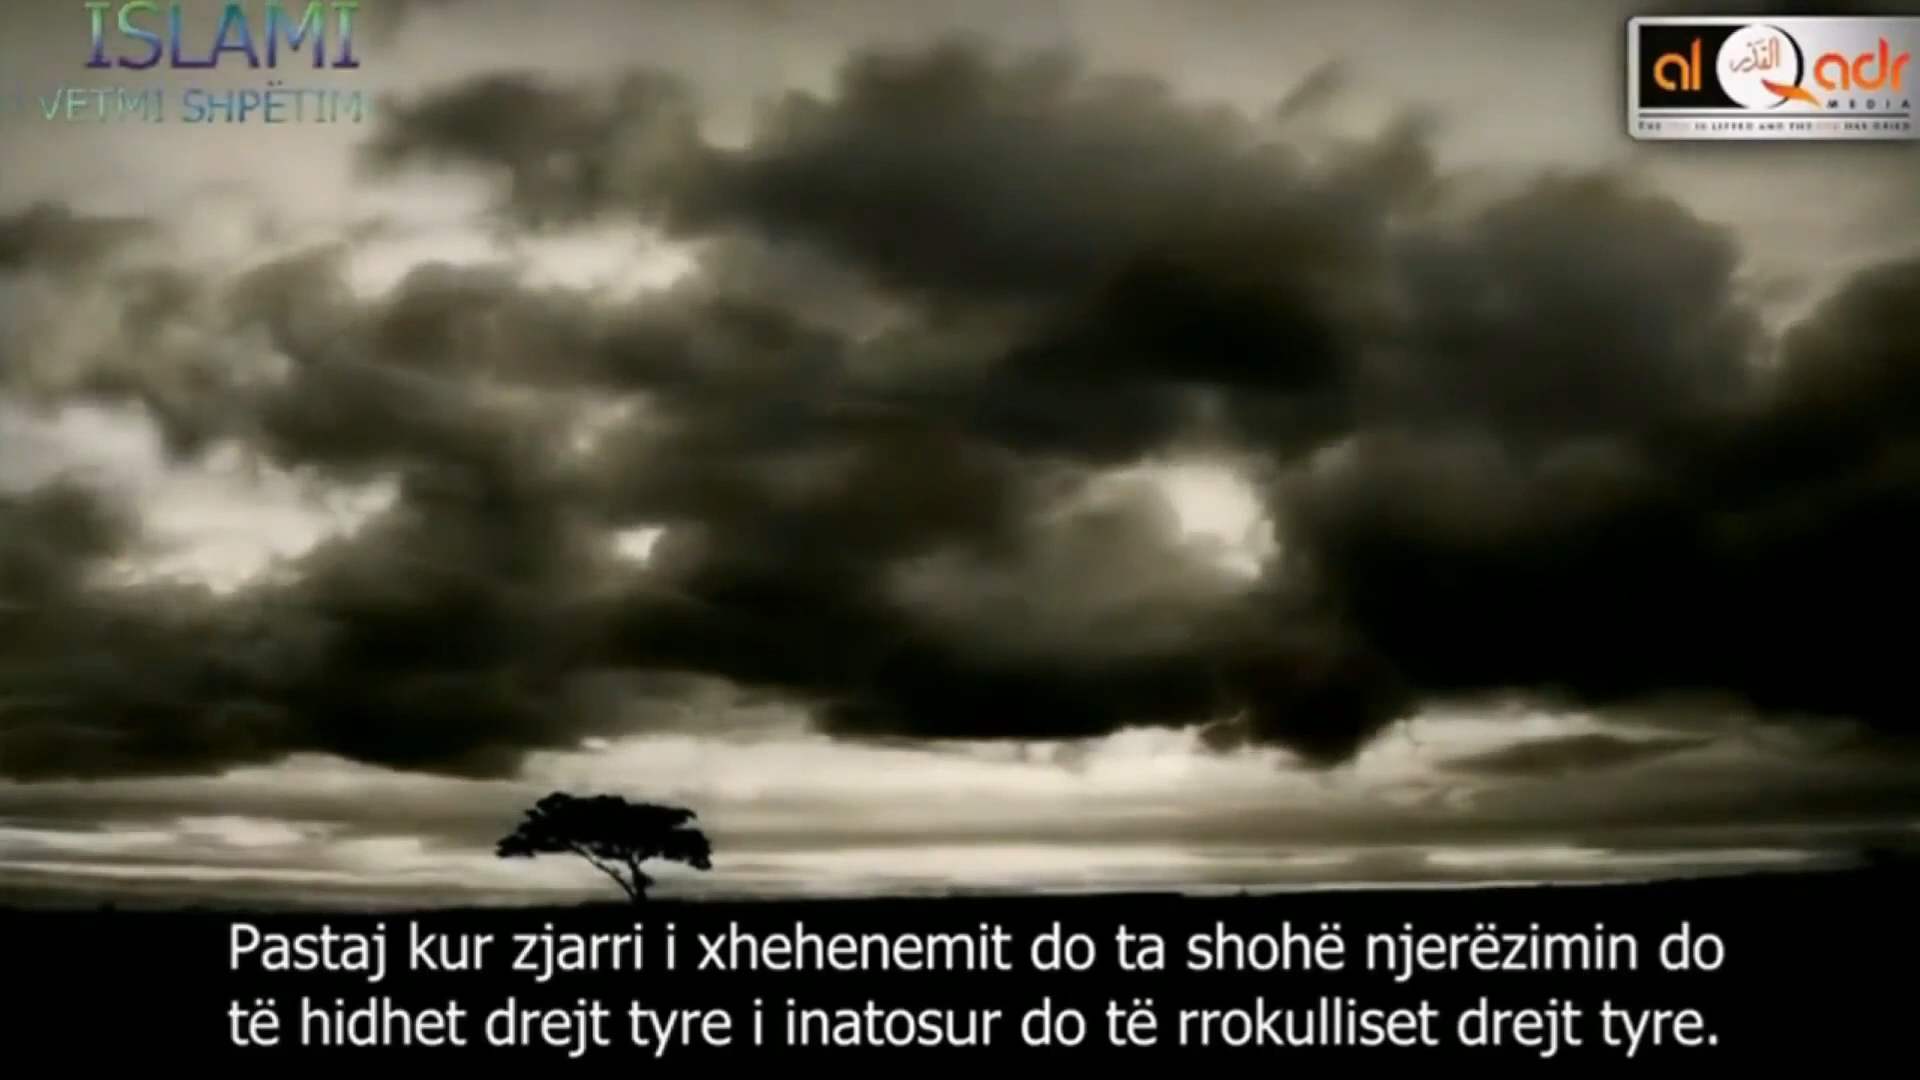 ISLAMI
I VETMI SHPËTIM
al Qadr
القدر
MEDIA
Pastaj kur zjarri i xhehenemit do ta shohë njerëzimin do
të hidhet drejt tyre i inatosur do të rrokulliset drejt tyre.